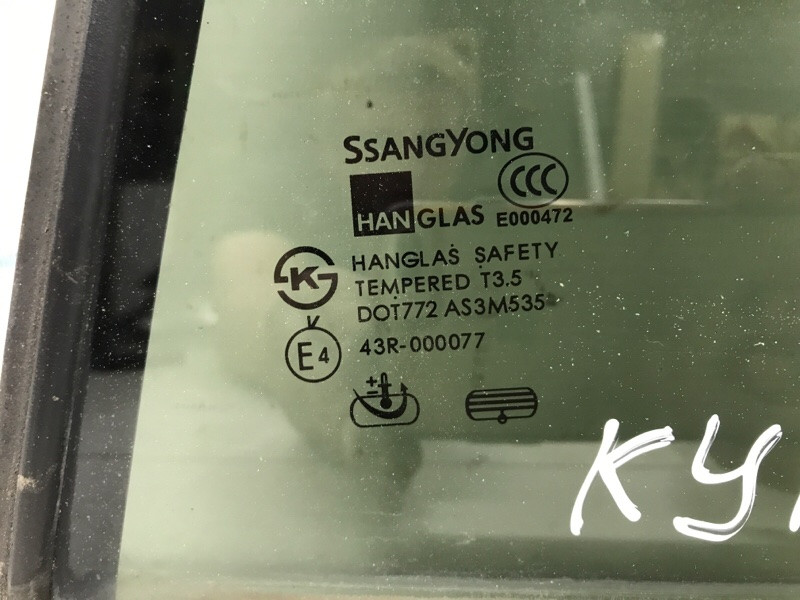 SSANGYONG
CCC
HANGLAS E000472
K HANGLAS SAFETY
TEMPERED T3.5
DOT772 AS3M535
V
E4 43R-000077